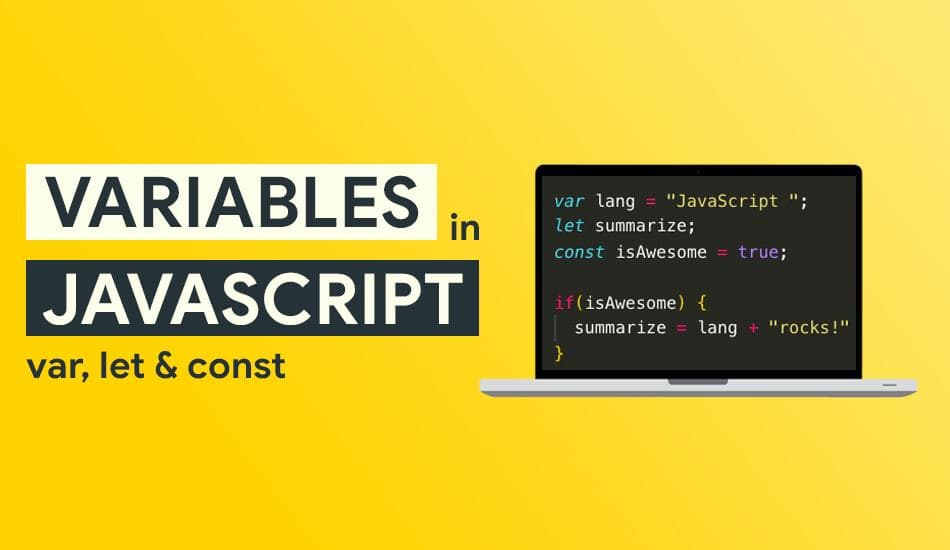 VARIABLES
in
JAVASCRIPT
var, let & const
var lang = "JavaScript ";
let summarize;
const isAwesome = true;
if(isAwesome) {
summarize = lang + "rocks!"
}